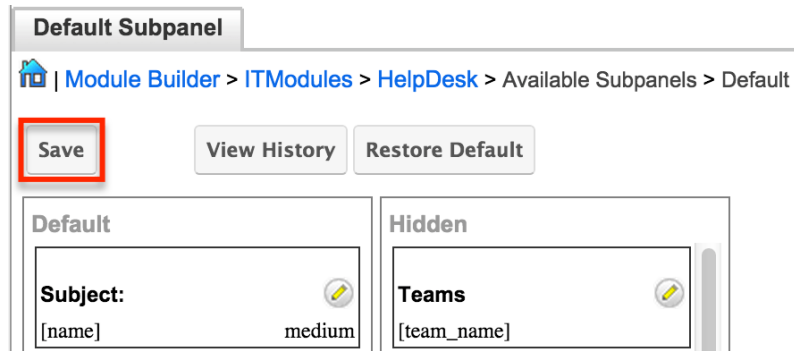 Default Subpanel
| Module Builder > ITModules > HelpDesk > Available Subpanels > Default
Save View History Restore Default
Default Hidden
Subject: Teams
[name] medium [team_name]